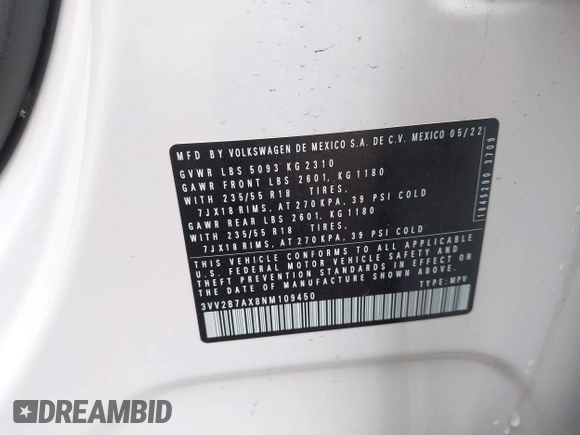 MFD BY VOLKSWAGEN DE MEXICO S.A. DE C.V. MEXICO 05/22
GVWR LBS 5093 KG 2310
GAWR FRONT LBS 2601, KG 1180
WITH 235/55 R18 TIRES,
7JX18 RIMS, AT 270 KPA, 39 PSI COLD
GAWR REAR LBS 2601, KG 1180
WITH 235/55 R18 TIRES,
7JX18 RIMS, AT 270 KPA, 39 PSI COLD
THIS VEHICLE CONFORMS TO ALL APPLICABLE
U.S. FEDERAL MOTOR VEHICLE SAFETY AND
THEFT PREVENTION STANDARDS IN EFFECT ON
THE DATE OF MANUFACTURE SHOWN ABOVE.
3VV2B7AX8NM109450
TYPE: MPV
1845200 3709
DREAMBID